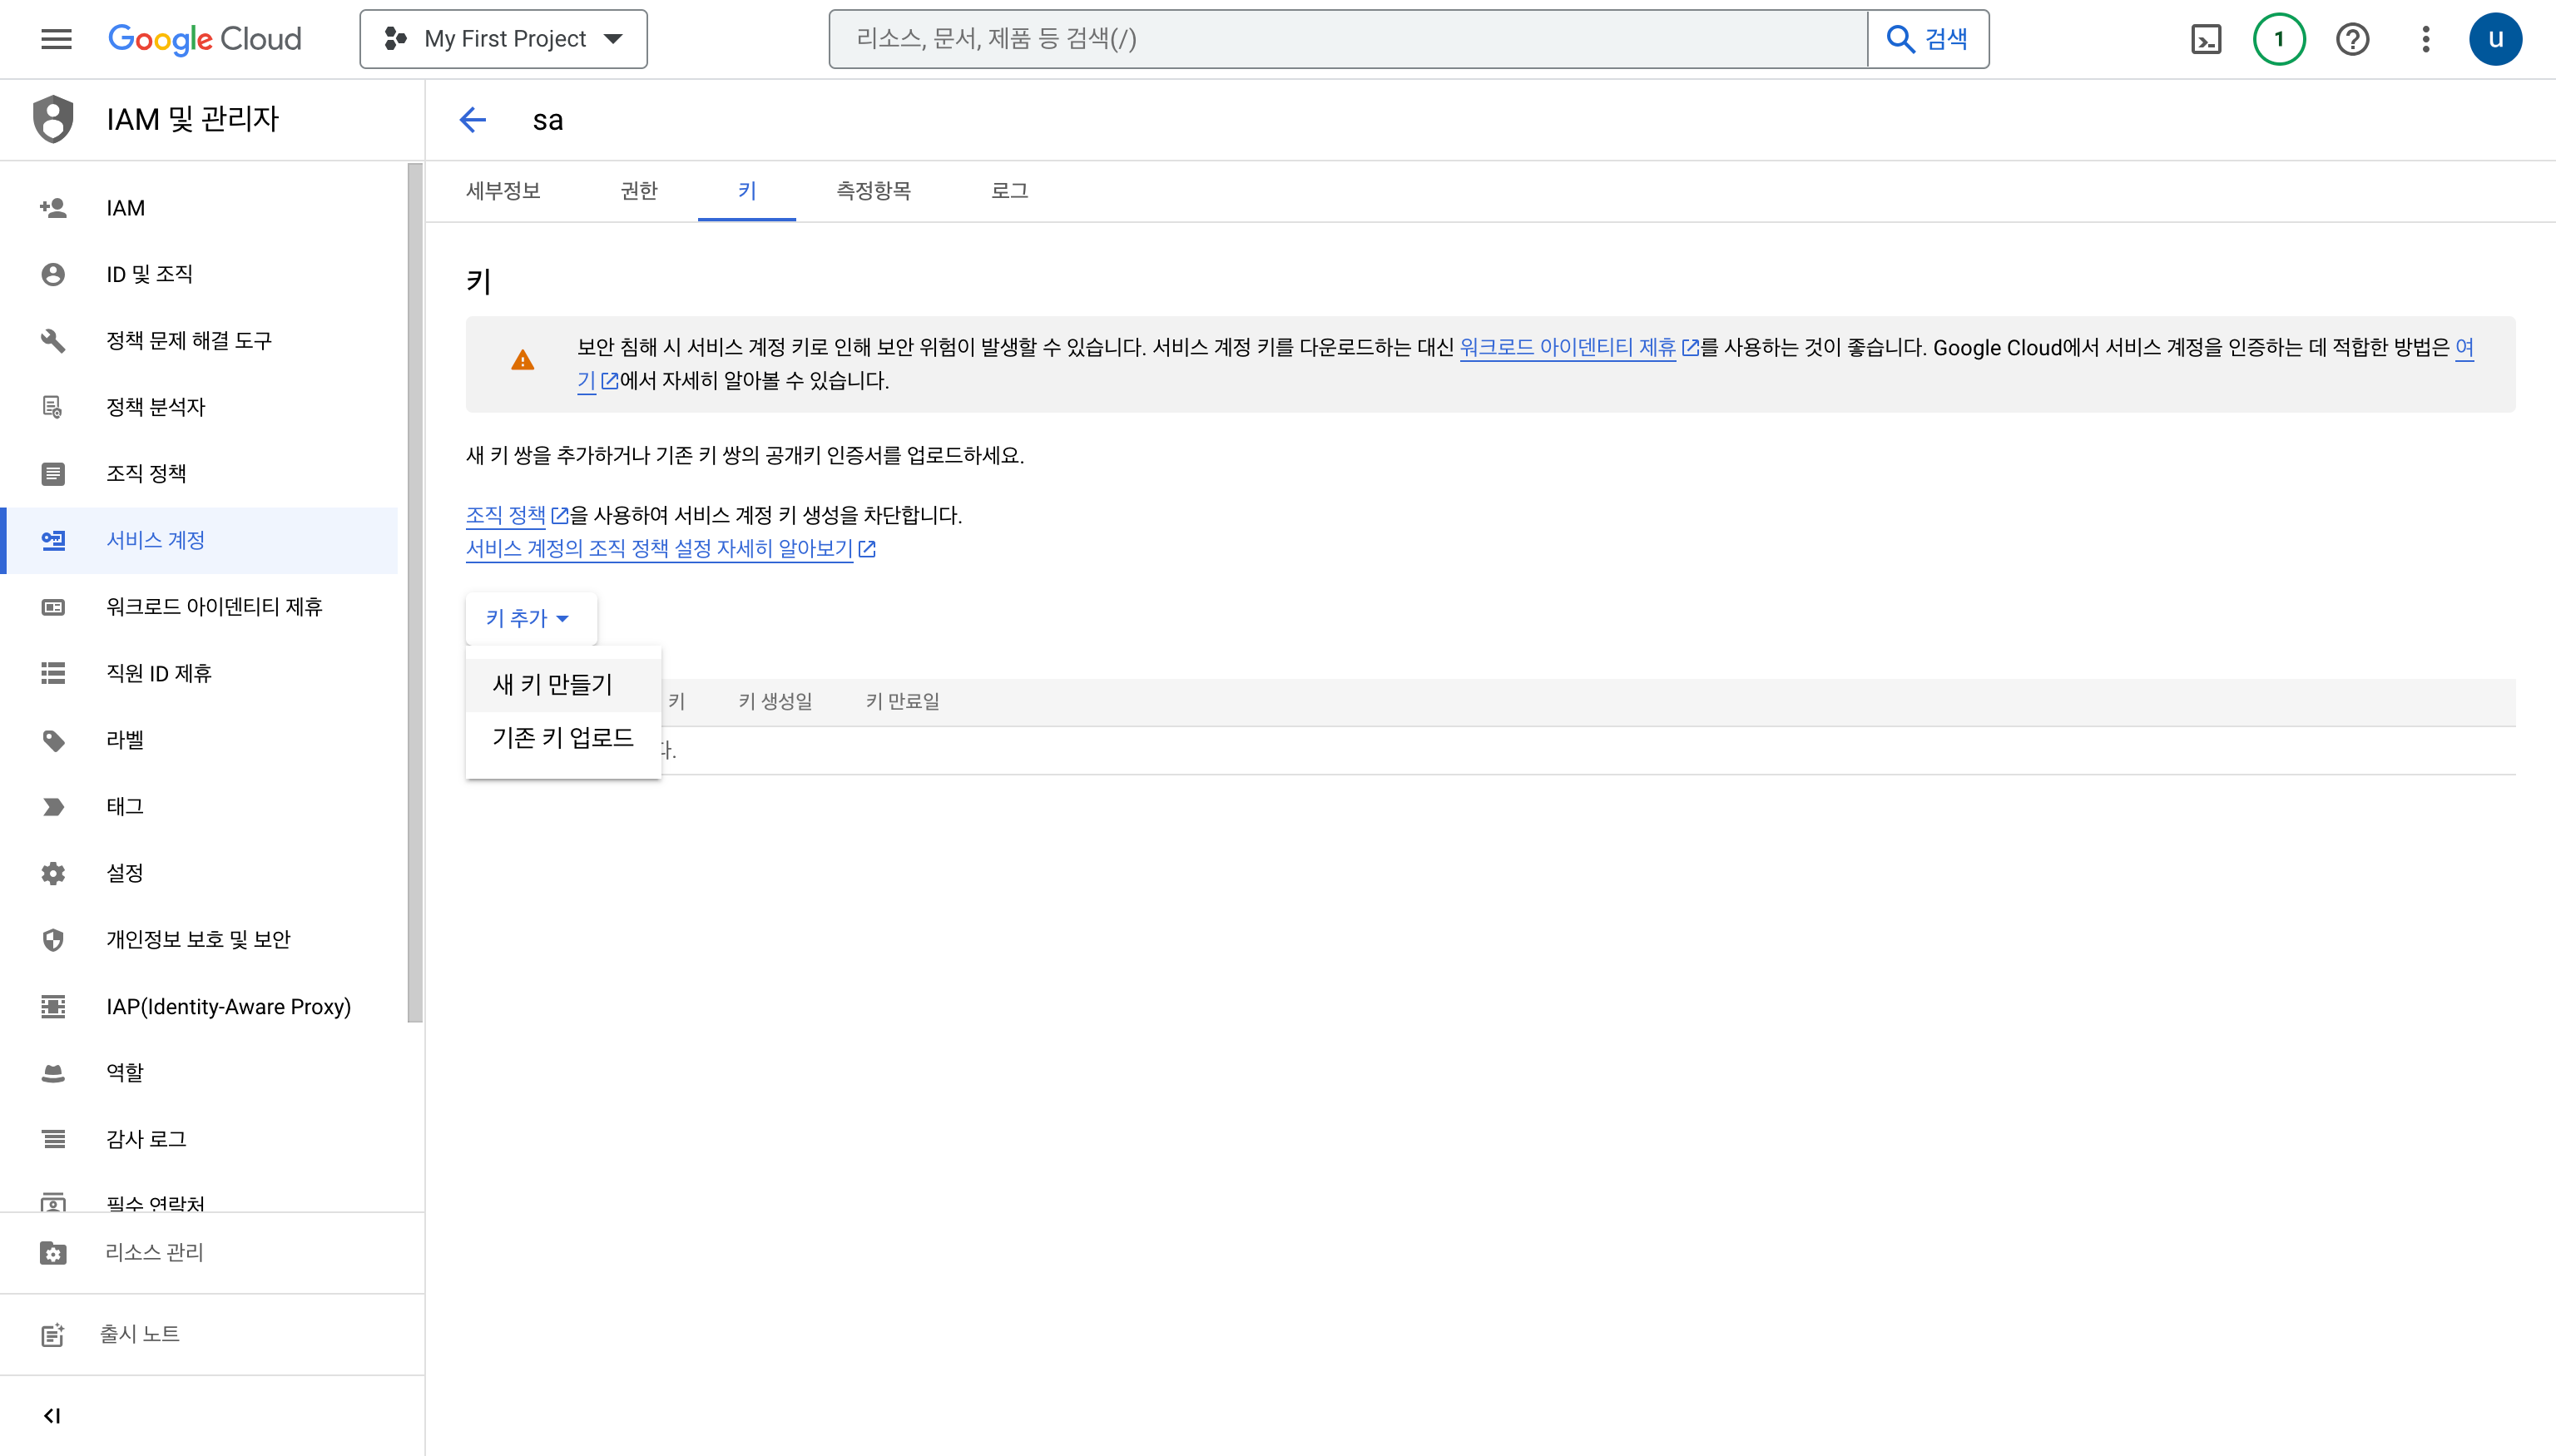 Google Cloud
My First Project
리소스, 문서, 제품 등 검색(/)
검색
1
u
IAM 및 관리자
IAM
ID 및 조직
정책 문제 해결 도구
정책 분석자
조직 정책
서비스 계정
워크로드 아이덴티티 제휴
직원 ID 제휴
라벨
태그
설정
개인정보 보호 및 보안
IAP(Identity-Aware Proxy)
역할
감사 로그
필수 연락처
리소스 관리
출시 노트
sa
세부정보 권한 키 측정항목 로그
키
보안 침해 시 서비스 계정 키로 인해 보안 위험이 발생할 수 있습니다. 서비스 계정 키를 다운로드하는 대신 워크로드 아이덴티티 제휴를 사용하는 것이 좋습니다. Google Cloud에서 서비스 계정을 인증하는 데 적합한 방법은 여
기에서 자세히 알아볼 수 있습니다.
새 키 쌍을 추가하거나 기존 키 쌍의 공개키 인증서를 업로드하세요.
조직 정책을 사용하여 서비스 계정 키 생성을 차단합니다.
서비스 계정의 조직 정책 설정 자세히 알아보기
키 추가
새 키 만들기
기존 키 업로드
키 키 생성일 키 만료일
다.